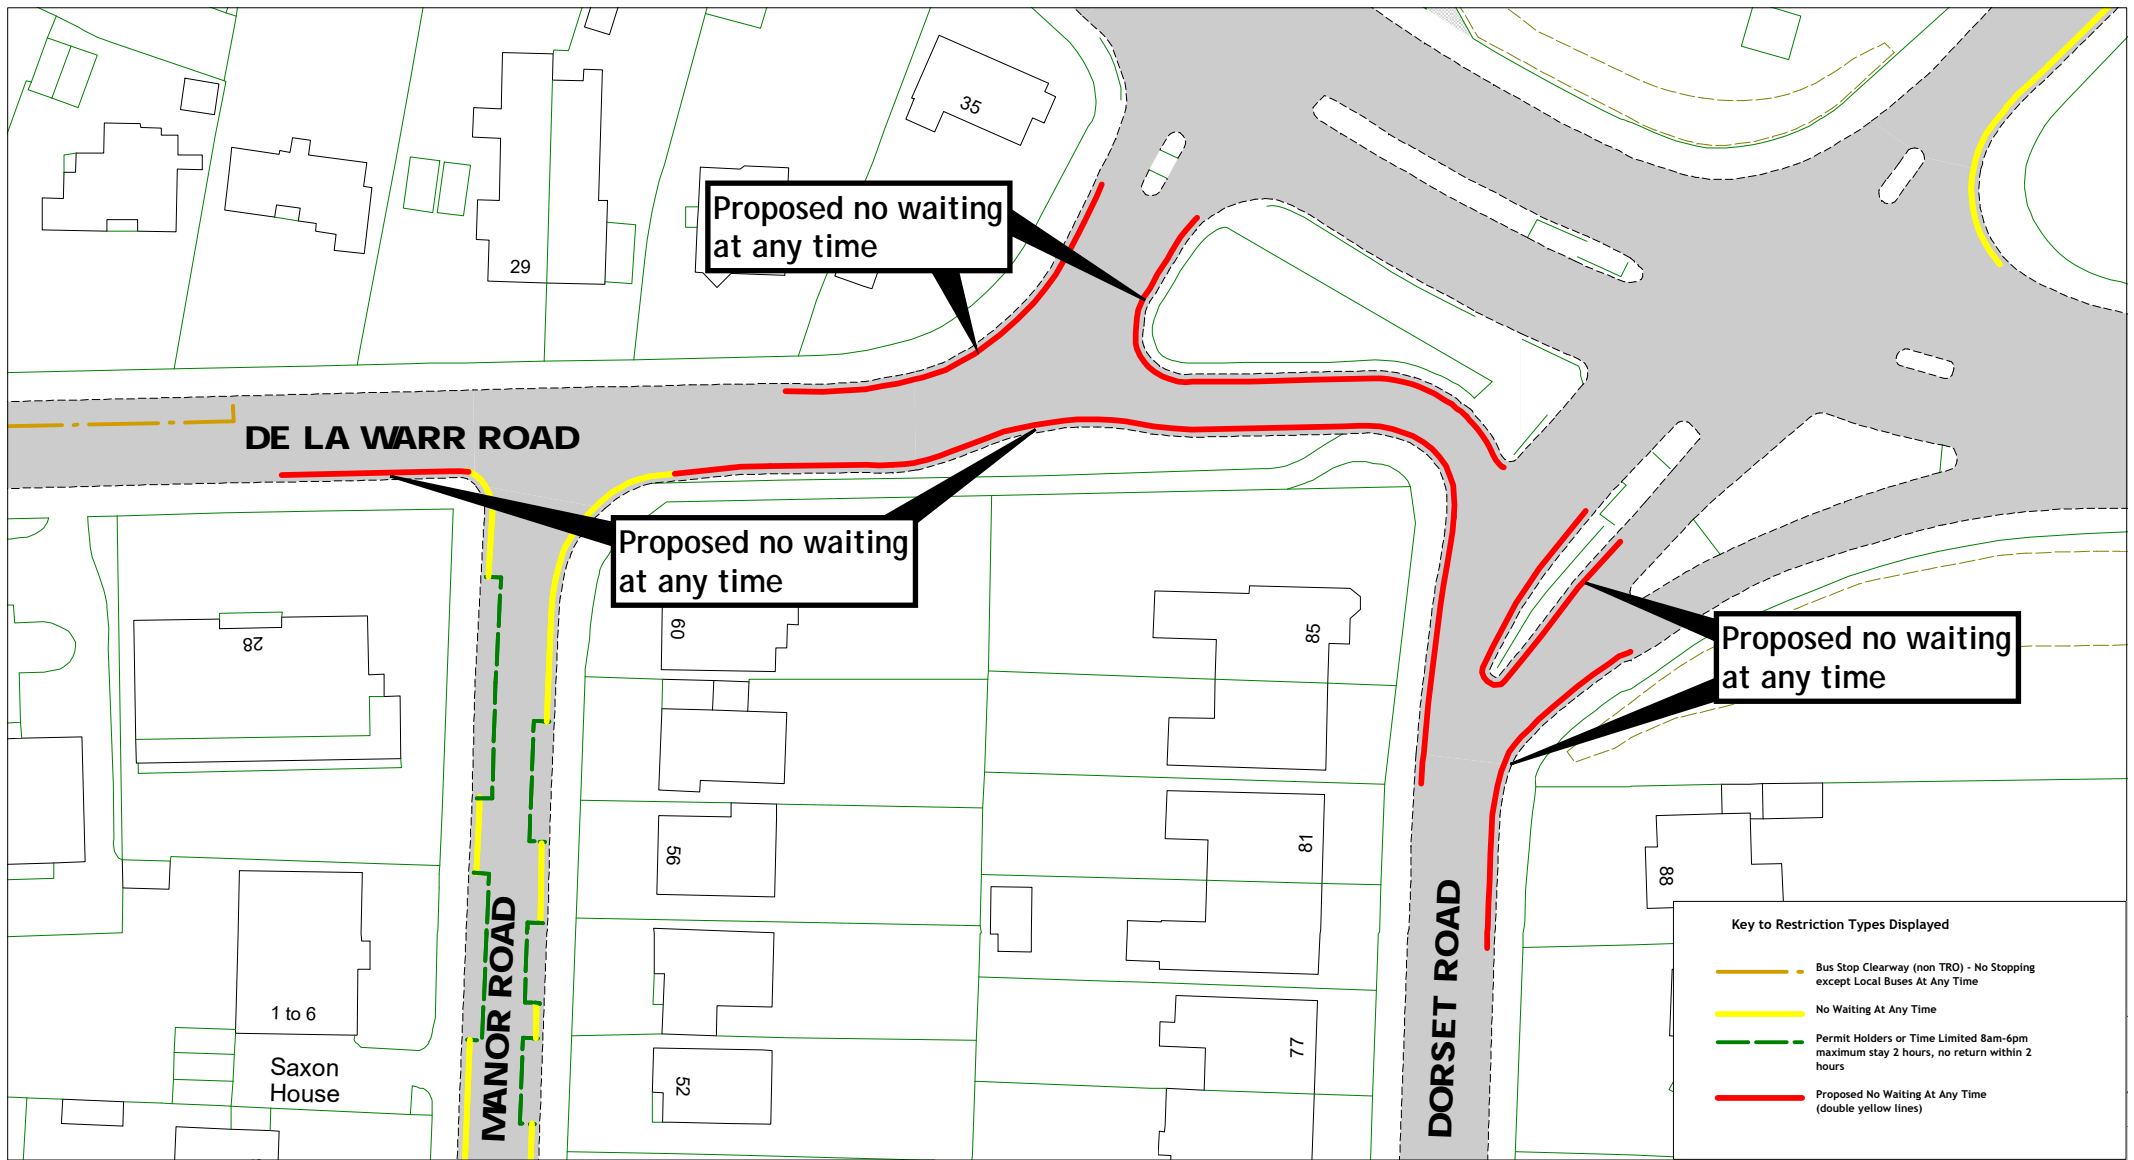 35
Proposed no waiting
at any time
29
DE LA WARR ROAD
Proposed no waiting
at any time
28
60
85
Proposed no waiting
at any time
56
81
88
MANOR ROAD
DORSET ROAD
1 to 6
Saxon
House
52
77
Key to Restriction Types Displayed
Bus Stop Clearway (non TRO) - No Stopping
except Local Buses At Any Time
No Waiting At Any Time
Permit Holders or Time Limited 8am-6pm
maximum stay 2 hours, no return within 2
hours
Proposed No Waiting At Any Time
(double yellow lines)